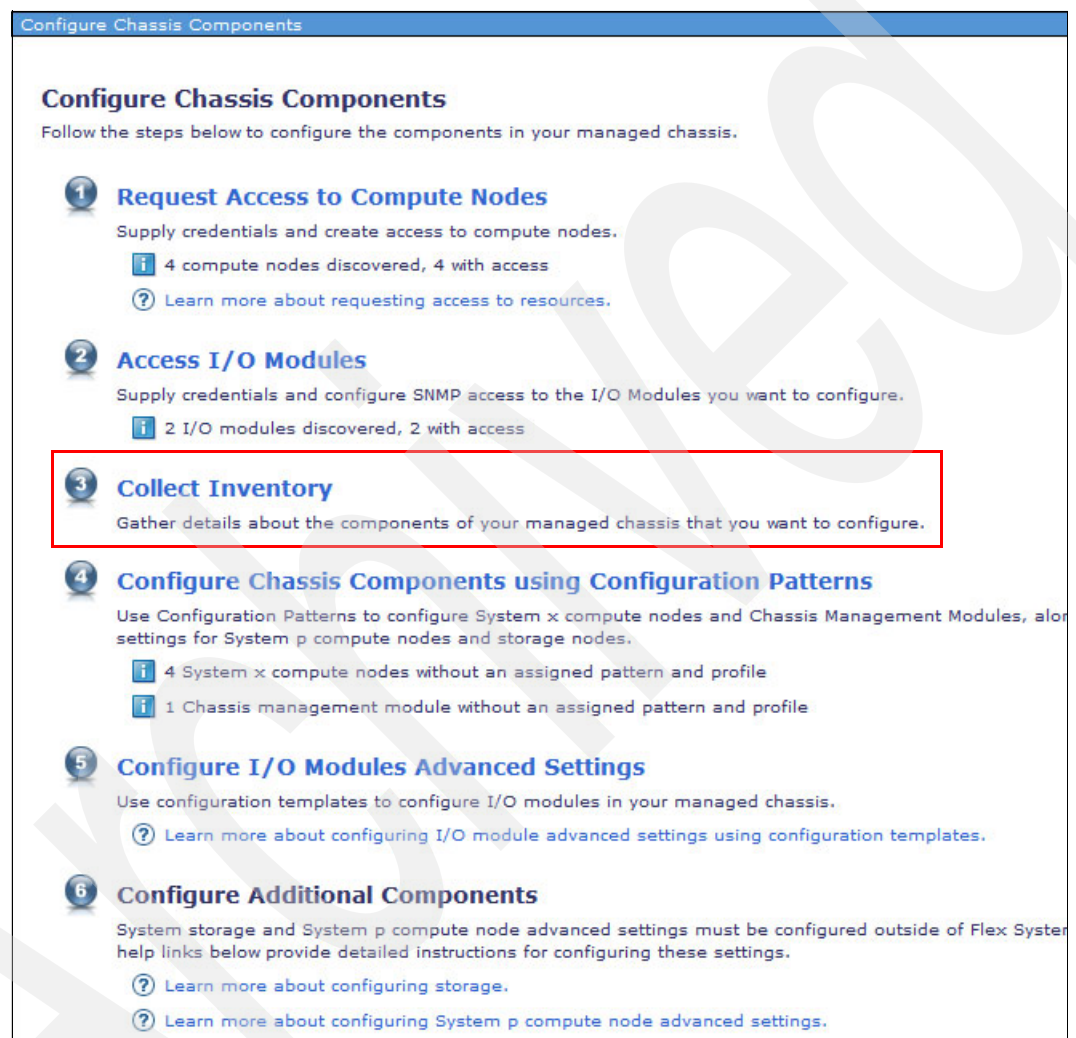 Configure Chassis Components
Configure Chassis Components
Follow the steps below to configure the components in your managed chassis.
1 Request Access to Compute Nodes
Supply credentials and create access to compute nodes.
i 4 compute nodes discovered, 4 with access
? Learn more about requesting access to resources.
2 Access I/O Modules
Supply credentials and configure SNMP access to the I/O Modules you want to configure.
i 2 I/O modules discovered, 2 with access
3 Collect Inventory
Gather details about the components of your managed chassis that you want to configure.
4 Configure Chassis Components using Configuration Patterns
Use Configuration Patterns to configure System x compute nodes and Chassis Management Modules, alor
settings for System p compute nodes and storage nodes.
i 4 System x compute nodes without an assigned pattern and profile
i 1 Chassis management module without an assigned pattern and profile
5 Configure I/O Modules Advanced Settings
Use configuration templates to configure I/O modules in your managed chassis.
? Learn more about configuring I/O module advanced settings using configuration templates.
6 Configure Additional Components
System storage and System p compute node advanced settings must be configured outside of Flex Syster
help links below provide detailed instructions for configuring these settings.
? Learn more about configuring storage.
? Learn more about configuring System p compute node advanced settings.
Archived